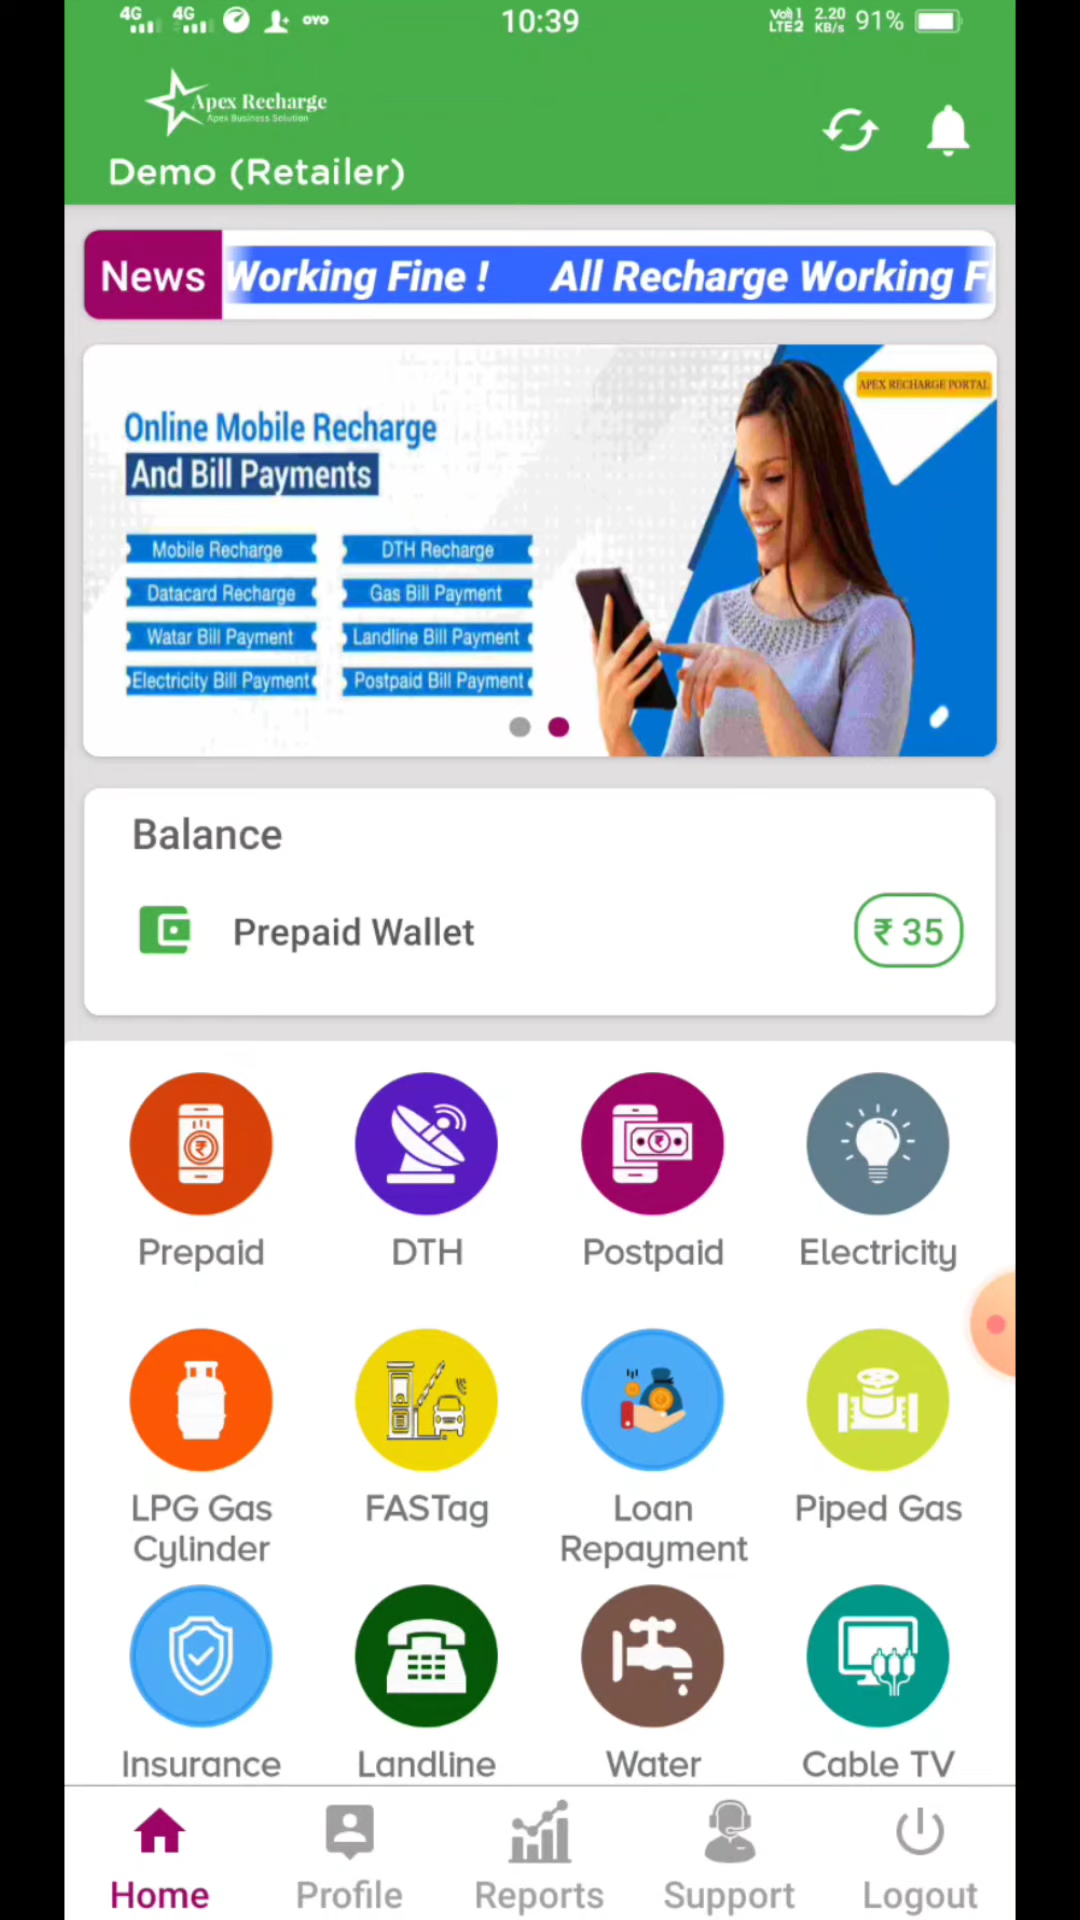 4G 4G OYO 10:39 Vo) 1 LTE2 2.20 KB/s 91%
Apex Recharge
Apex Business Solution
Demo (Retailer)
News Working Fine ! All Recharge Working F
APEX RECHARGE PORTAL
Online Mobile Recharge
And Bill Payments
Mobile Recharge DTH Recharge
Datacard Recharge Gas Bill Payment
Watar Bill Payment Landline Bill Payment
Electricity Bill Payment Postpaid Bill Payment
Balance
Prepaid Wallet ₹ 35
Prepaid DTH Postpaid Electricity
LPG Gas Cylinder FASTag Loan Repayment Piped Gas
Insurance Landline Water Cable TV
Home Profile Reports Support Logout